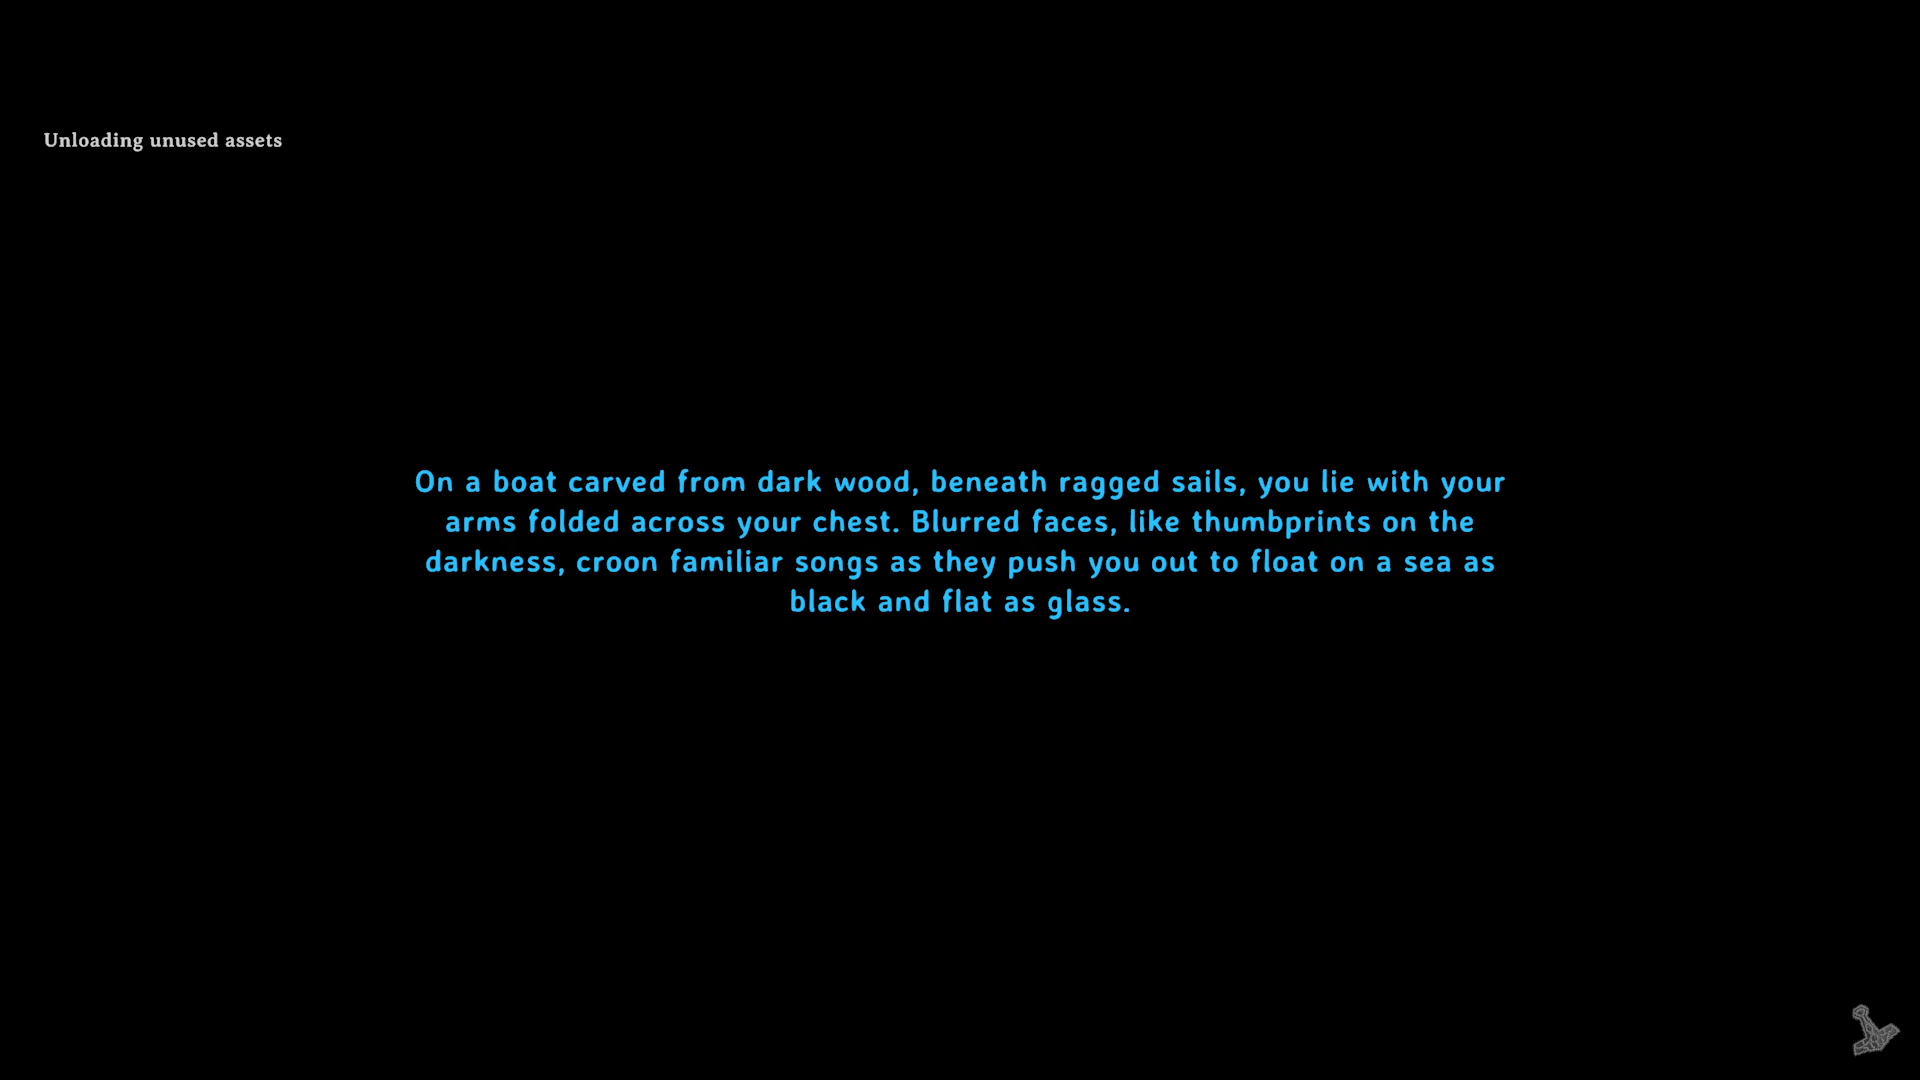 Unloading unused assets
On a boat carved from dark wood, beneath ragged sails, you lie with your
arms folded across your chest. Blurred faces, like thumbprints on the
darkness, croon familiar songs as they push you out to float on a sea as
black and flat as glass.